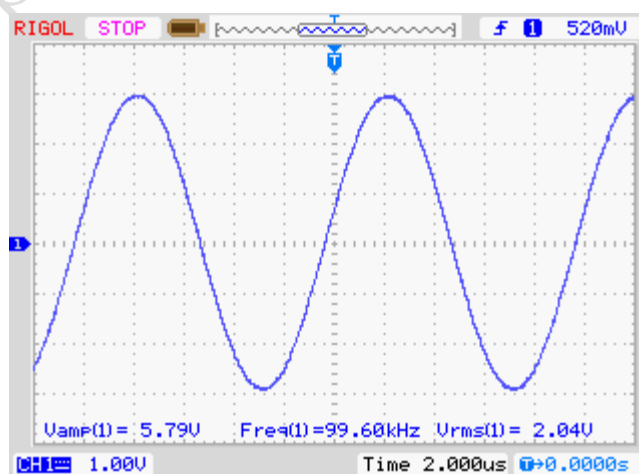 RIGOL STOP T f 1 520mV
T
1
Vamp(1)= 5.79V Freq(1)=99.60kHz Vrms(1)= 2.04V
CH1 1.00V Time 2.000us T→0.0000s